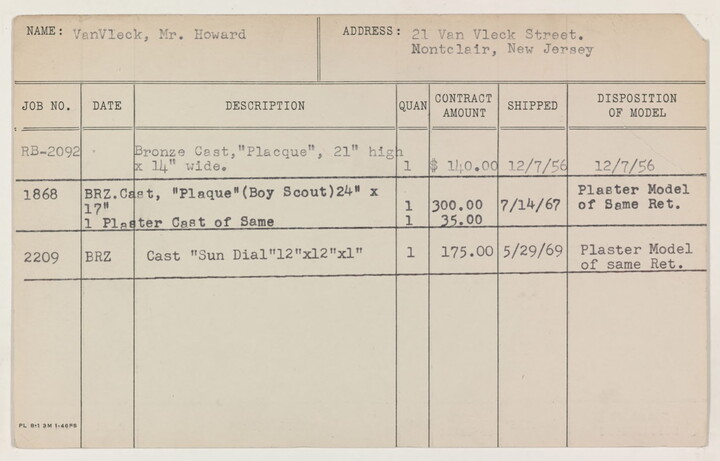 NAME: VanVleck, Mr. Howard ADDRESS: 21 Van Vleck Street.
Montclair, New Jersey
JOB NO. DATE DESCRIPTION QUAN CONTRACT AMOUNT SHIPPED DISPOSITION OF MODEL
RB-2092 Bronze Cast,"Placque", 21" high
x 14" wide. 1 $ 140.00 12/7/56 12/7/56
1868 BRZ.Cast, "Plaque"(Boy Scout)24" x Plaster Model
17" 1 300.00 7/14/67 of Same Ret.
1 Plaster Cast of Same 1 35.00
2209 BRZ Cast "Sun Dial"12"x12"x1" 1 175.00 5/29/69 Plaster Model
of same Ret.